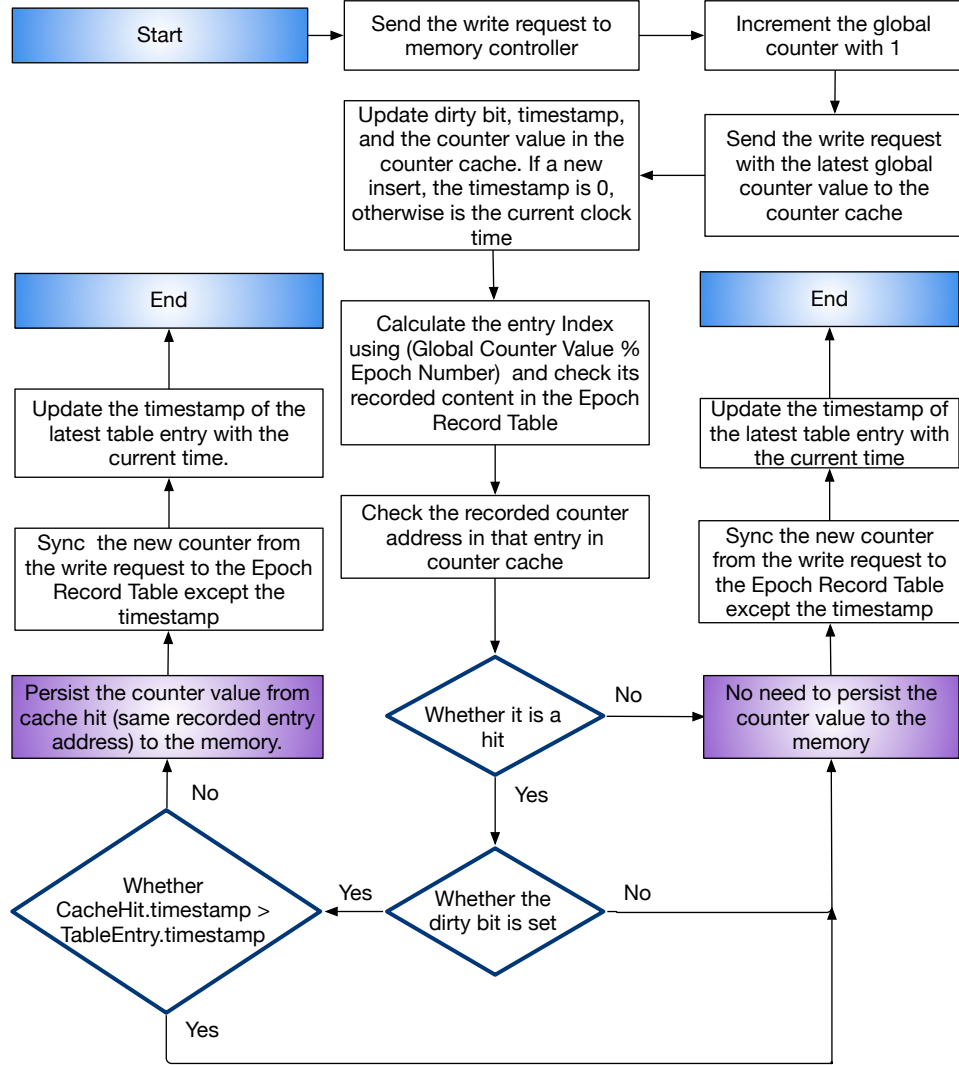 Start
Send the write request to
memory controller
Increment the global
counter with 1
Update dirty bit, timestamp,
and the counter value in the
counter cache. If a new
insert, the timestamp is 0,
otherwise is the current clock
time
Send the write request
with the latest global
counter value to the
counter cache
End
Calculate the entry Index
using (Global Counter Value %
Epoch Number)  and check its
recorded content in the Epoch
Record Table
End
Update the timestamp of the
latest table entry with the
current time.
Update the timestamp of
the latest table entry with
the current time
Check the recorded counter
address in that entry in
counter cache
Sync  the new counter from
the write request to the Epoch
Record Table except the
timestamp
Sync the new counter
from the write request to
the Epoch Record Table
except the timestamp
Persist the counter value from
cache hit (same recorded entry
address) to the memory.
Whether it is a
hit
No
No need to persist the
counter value to the
memory
No
Yes
Whether
CacheHit.timestamp >
TableEntry.timestamp
Yes
Whether the
dirty bit is set
No
Yes